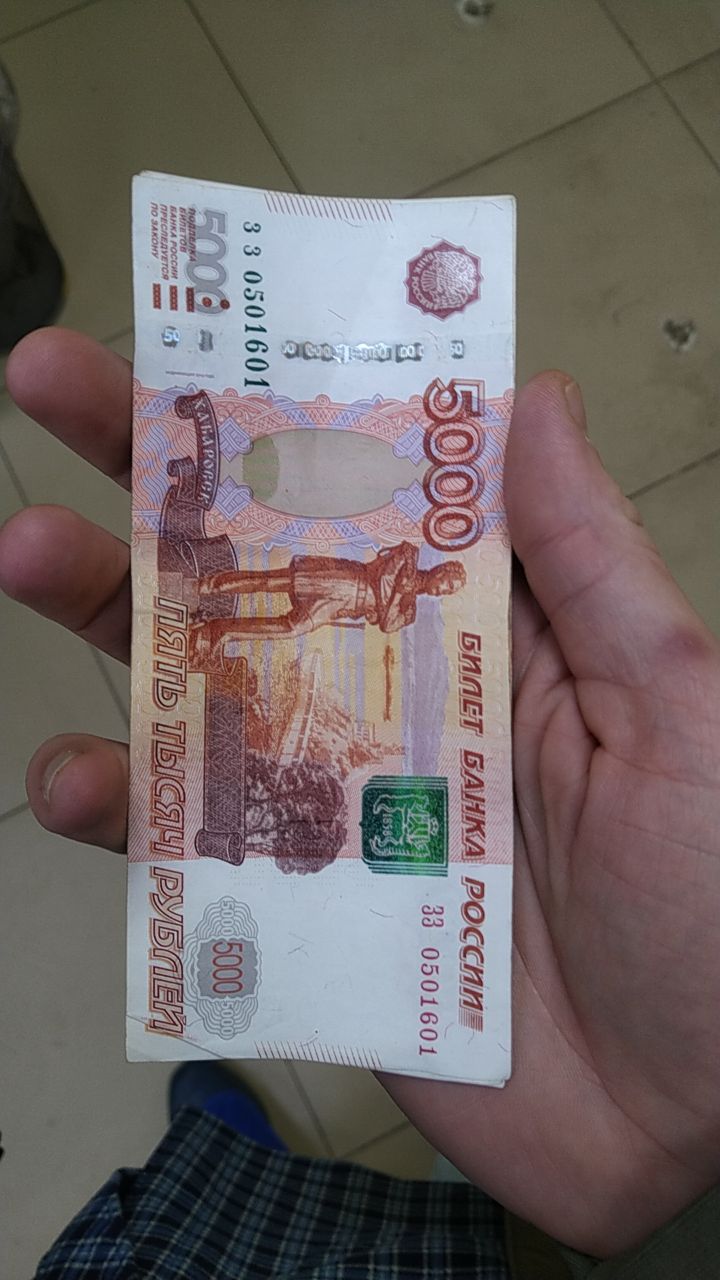 5000
БИЛЕТ БАНКА РОССИИ
БАНК РОССИИ
ЗЗ 0501601
1858
ЗЗ 0501601
5000
5000 5000 5000
ПОДДЕЛКА
БИЛЕТОВ
БАНКА РОССИИ
ПРЕСЛЕДУЕТСЯ
ПО ЗАКОНУ
ХАБАРОВСК
ПЯТЬ ТЫСЯЧ РУБЛЕЙ